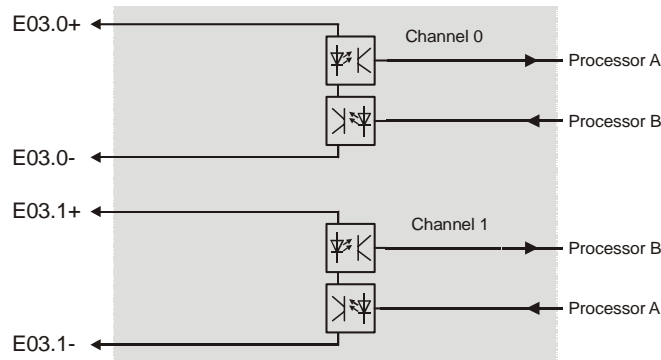 E03.0+
Channel 0
Processor A
Processor B
E03.0-
E03.1+
Channel 1
Processor B
Processor A
E03.1-